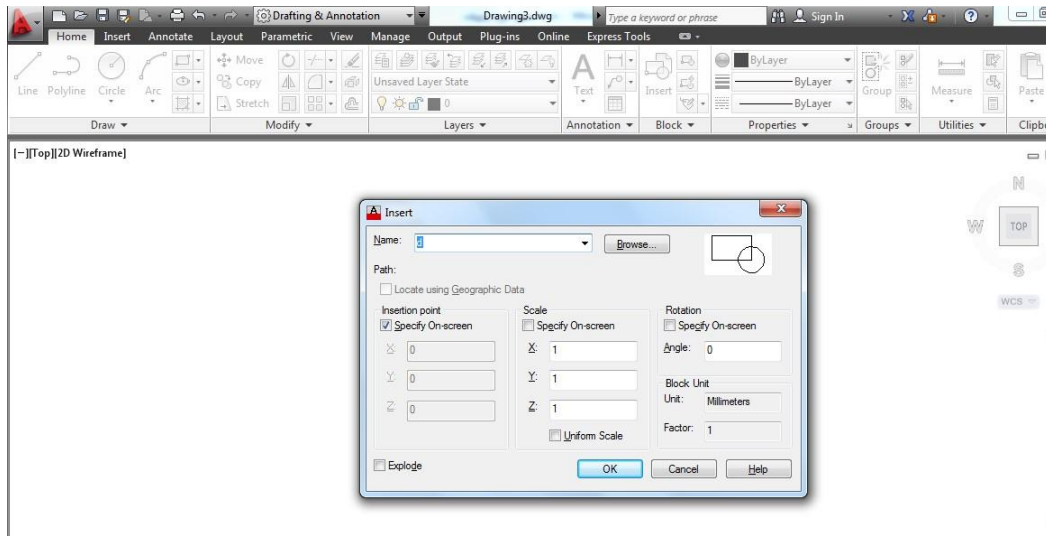 Drafting & Annotation Drawing3.dwg Type a keyword or phrase Sign In
Home Insert Annotate Layout Parametric View Manage Output Plug-ins Online Express Tools
Line Polyline Circle Arc
Move
Copy
Stretch
Unsaved Layer State
0
Text
Insert
ByLayer
ByLayer
ByLayer
Group
Measure
Paste
Draw Modify Layers Annotation Block Properties Groups Utilities Clipb
[−][Top][2D Wireframe]
N
W TOP
S
WCS
Insert
Name: d Browse...
Path:
Locate using Geographic Data
Insertion point
Specify On-screen
X: 0
Y: 0
Z: 0
Scale
Specify On-screen
X: 1
Y: 1
Z: 1
Uniform Scale
Rotation
Specify On-screen
Angle: 0
Block Unit
Unit: Millimeters
Factor: 1
Explode OK Cancel Help